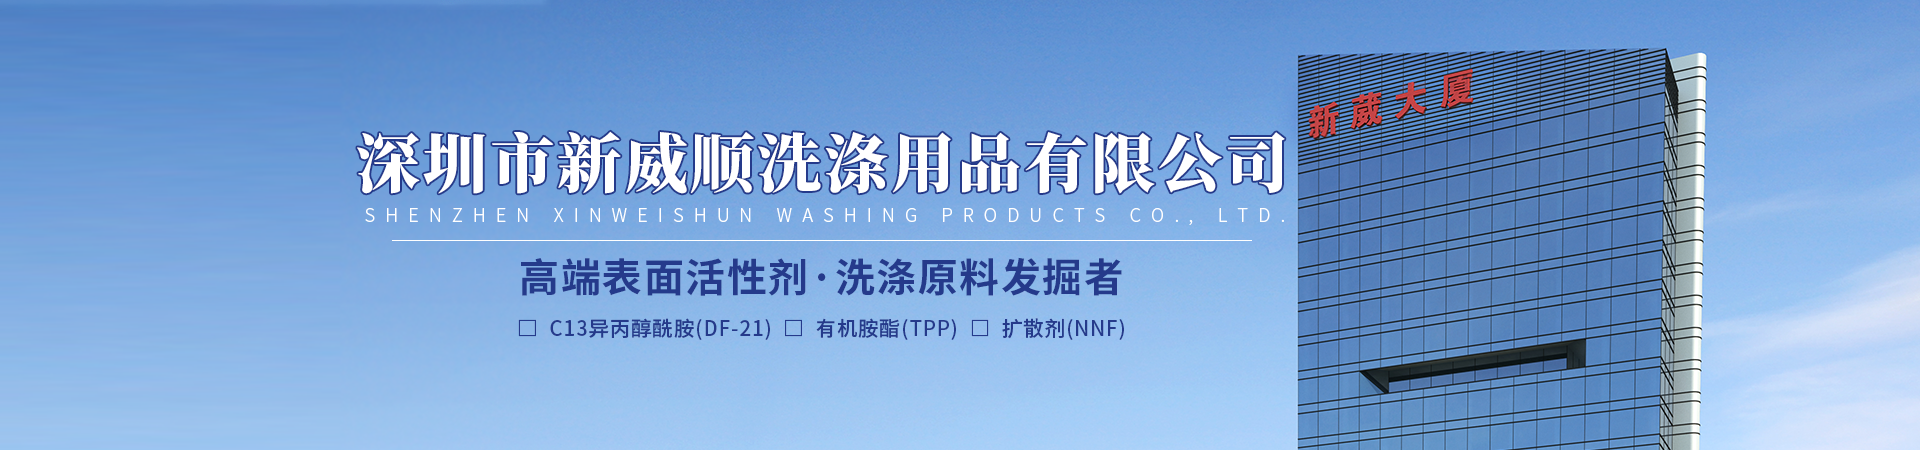 深圳市新威顺洗涤用品有限公司
SHENZHEN XINWEISHUN WASHING PRODUCTS CO., LTD.
高端表面活性剂·洗涤原料发掘者
□ C13异丙醇酰胺(DF-21) □ 有机胺酯(TPP) □ 扩散剂(NNF)
新葳大厦